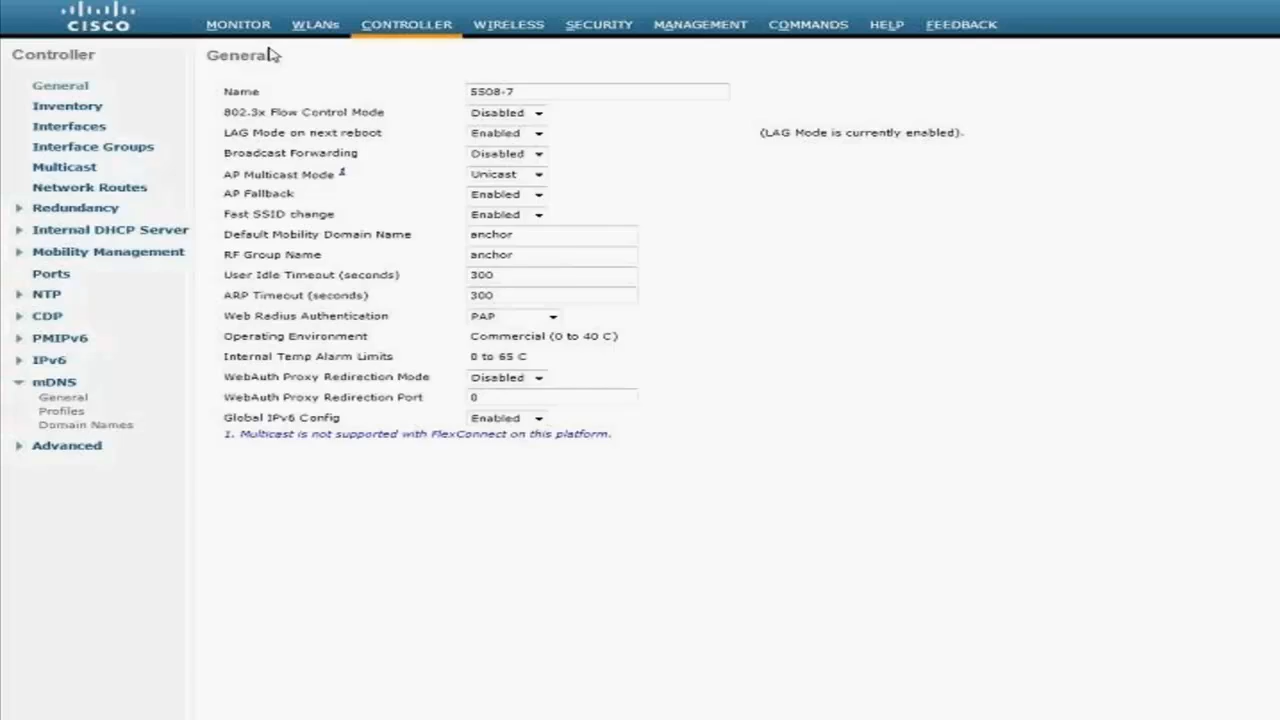 CISCO
MONITOR WLANs CONTROLLER WIRELESS SECURITY MANAGEMENT COMMANDS HELP FEEDBACK
Controller
General
Inventory
Interfaces
Interface Groups
Multicast
Network Routes
Redundancy
Internal DHCP Server
Mobility Management
Ports
NTP
CDP
PMIPv6
IPv6
mDNS
General
Profiles
Domain Names
Advanced
General
Name 5508-7
802.3x Flow Control Mode Disabled
LAG Mode on next reboot Enabled (LAG Mode is currently enabled).
Broadcast Forwarding Disabled
AP Multicast Mode 1 Unicast
AP Fallback Enabled
Fast SSID change Enabled
Default Mobility Domain Name anchor
RF Group Name anchor
User Idle Timeout (seconds) 300
ARP Timeout (seconds) 300
Web Radius Authentication PAP
Operating Environment Commercial (0 to 40 C)
Internal Temp Alarm Limits 0 to 65 C
WebAuth Proxy Redirection Mode Disabled
WebAuth Proxy Redirection Port 0
Global IPv6 Config Enabled
1. Multicast is not supported with FlexConnect on this platform.